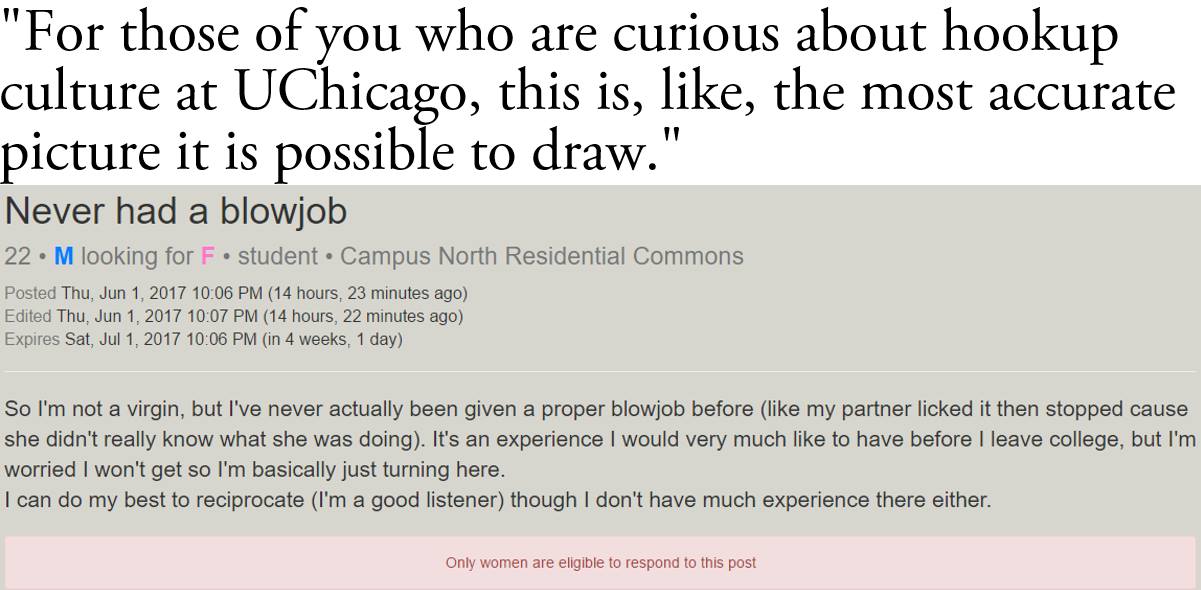 "For those of you who are curious about hookup
culture at UChicago, this is, like, the most accurate
picture it is possible to draw."
Never had a blowjob
22 • M looking for F • student • Campus North Residential Commons
Posted Thu, Jun 1, 2017 10:06 PM (14 hours, 23 minutes ago)
Edited Thu, Jun 1, 2017 10:07 PM (14 hours, 22 minutes ago)
Expires Sat, Jul 1, 2017 10:06 PM (in 4 weeks, 1 day)
So I'm not a virgin, but I've never actually been given a proper blowjob before (like my partner licked it then stopped cause
she didn't really know what she was doing). It's an experience I would very much like to have before I leave college, but I'm
worried I won't get so I'm basically just turning here.
I can do my best to reciprocate (I'm a good listener) though I don't have much experience there either.
Only women are eligible to respond to this post